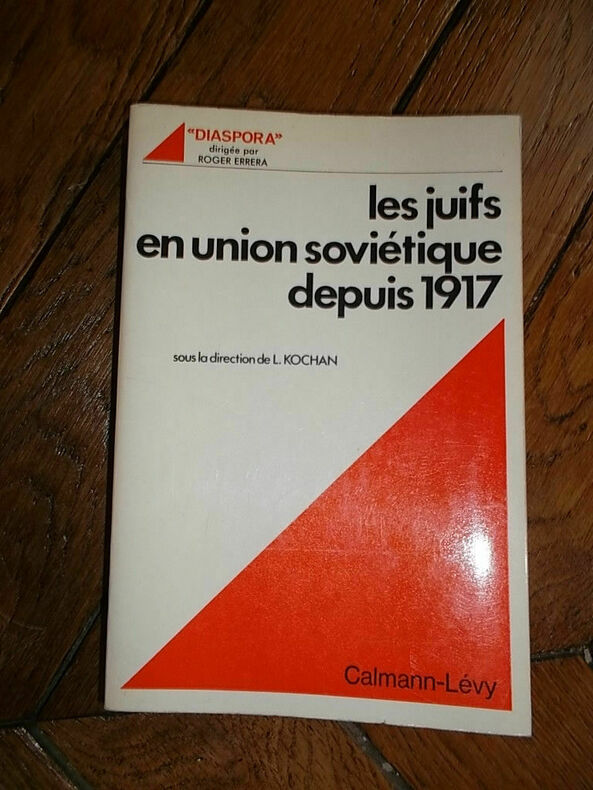 «DIASPORA»
dirigée par
ROGER ERRERA
les juifs
en union soviétique
depuis 1917
sous la direction de L. KOCHAN
Calmann-Lévy